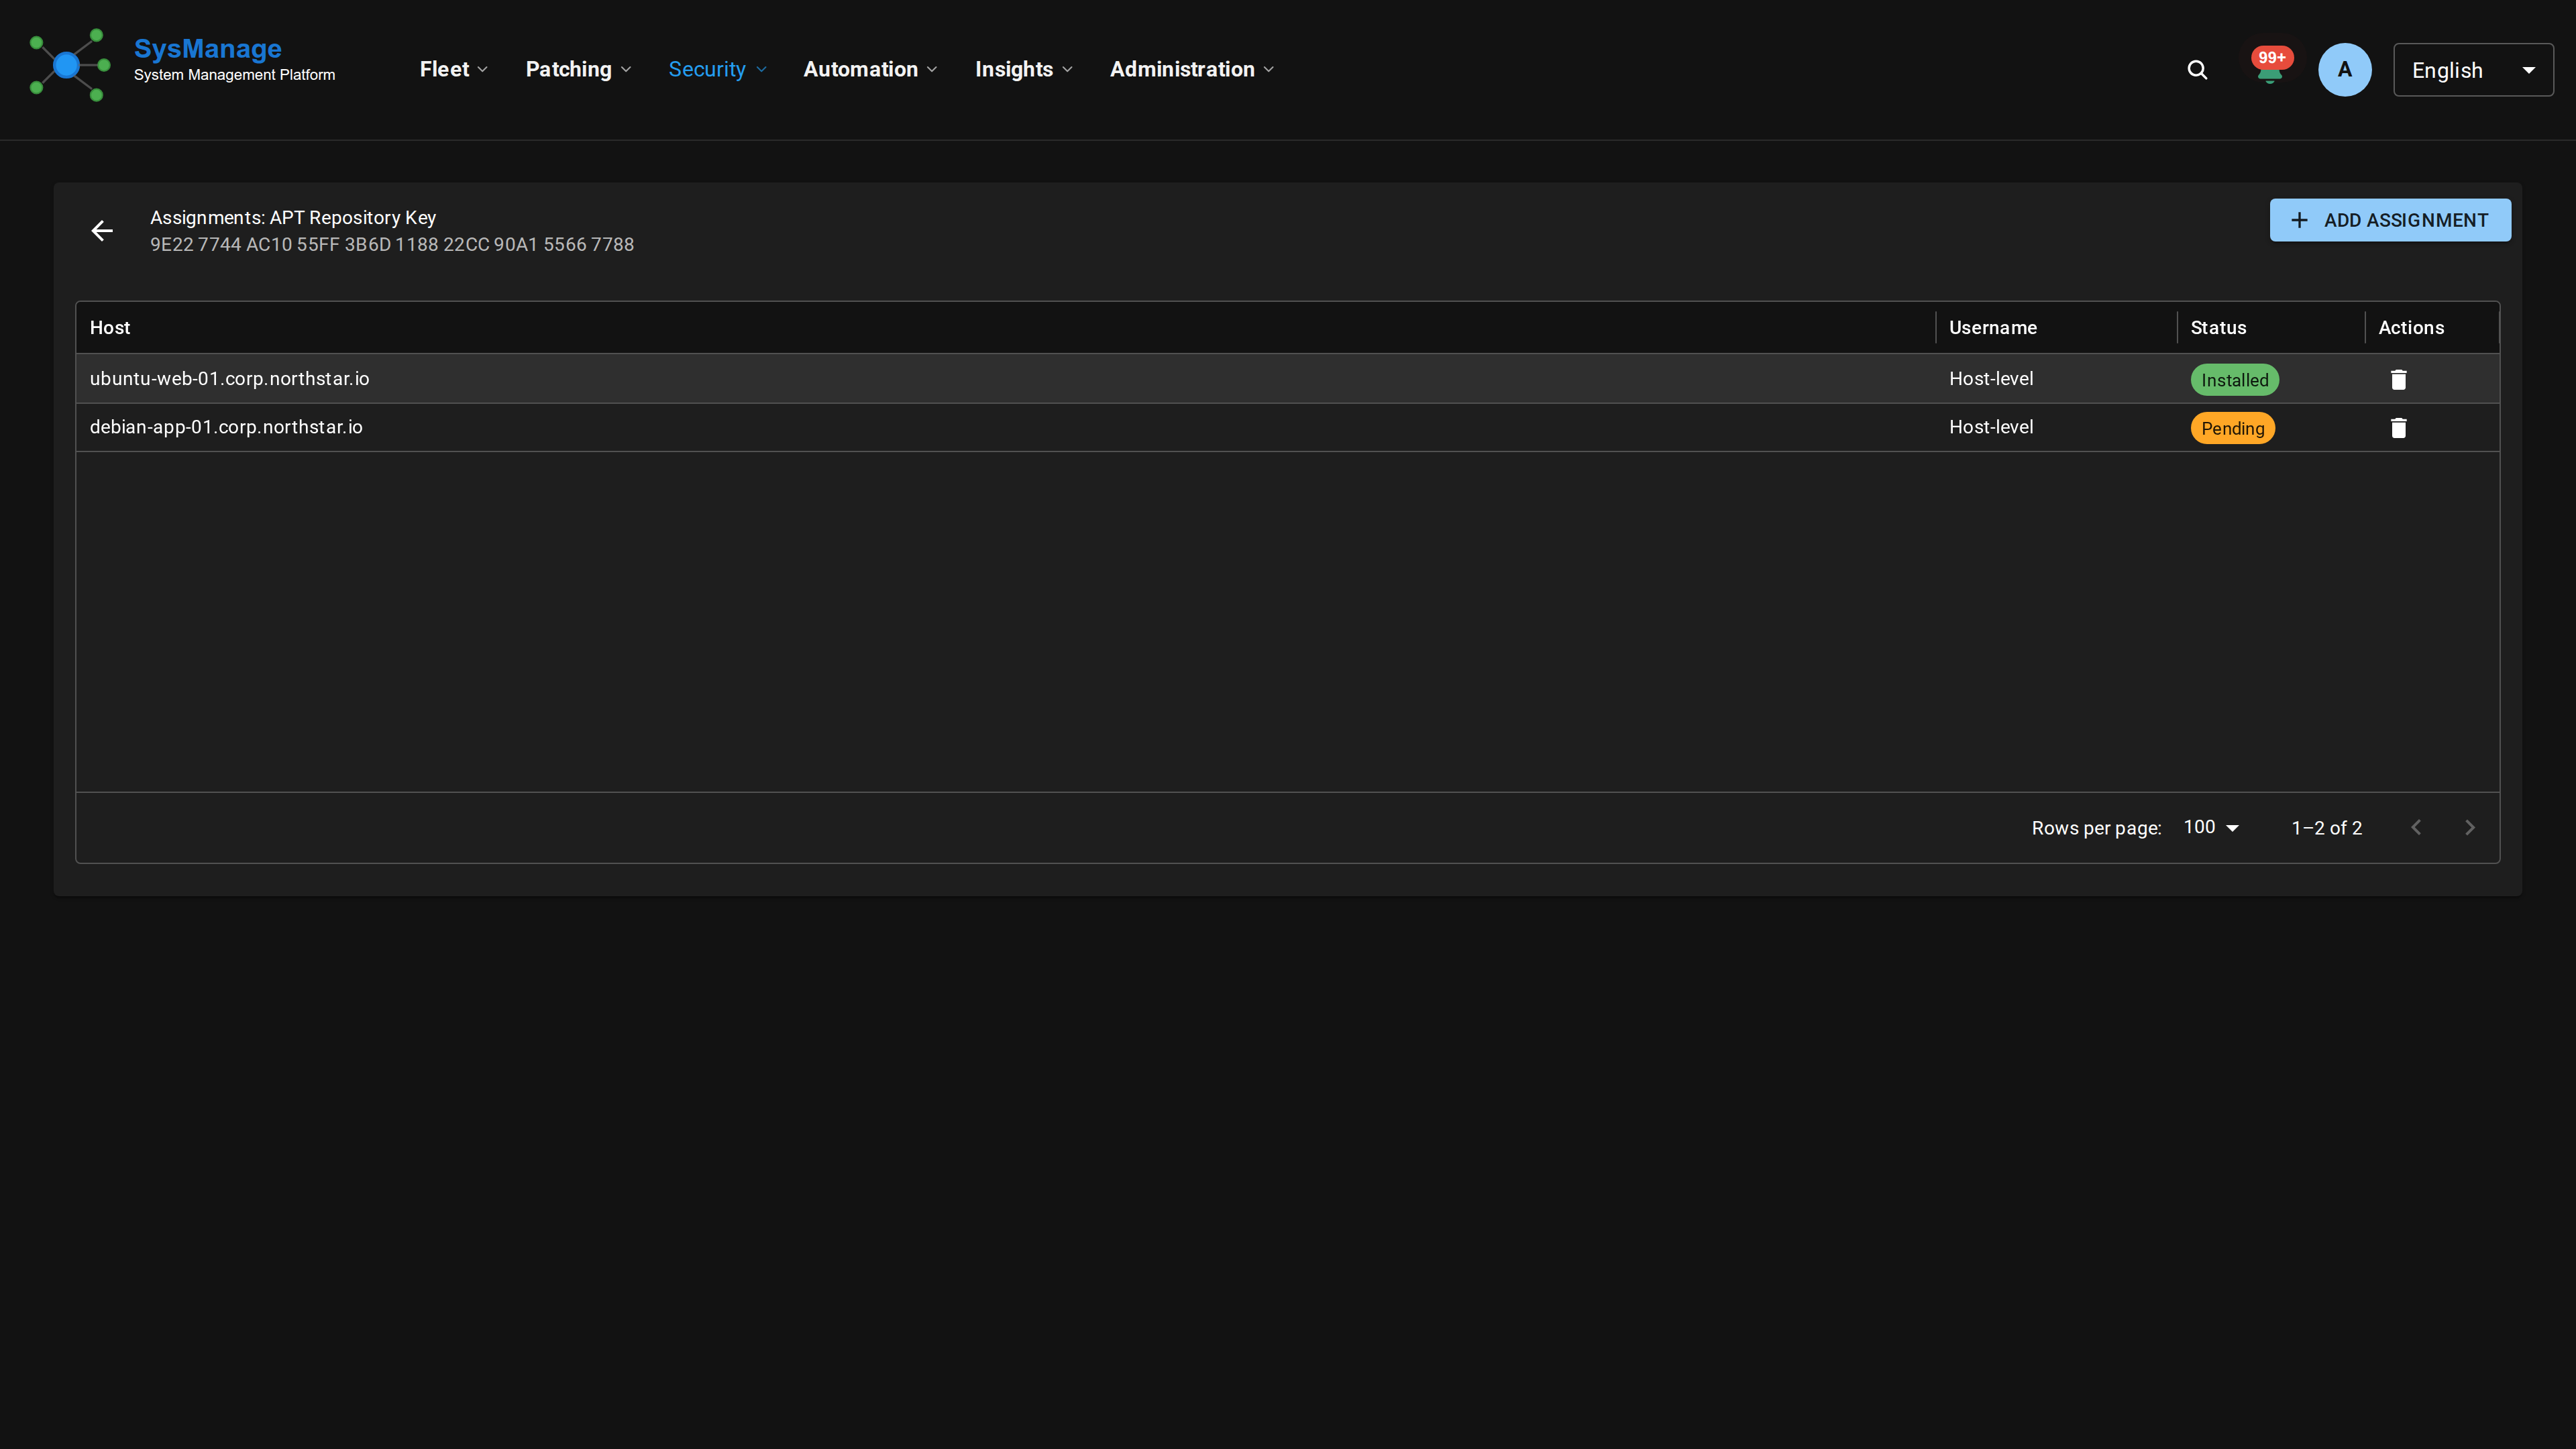 SysManage
System Management Platform
Fleet
Patching
Security
Automation
Insights
Administration
99+
A
English
Assignments: APT Repository Key
9E22 7744 AC10 55FF 3B6D 1188 22CC 90A1 5566 7788
ADD ASSIGNMENT
Host Username Status Actions
ubuntu-web-01.corp.northstar.io Host-level Installed
debian-app-01.corp.northstar.io Host-level Pending
Rows per page: 100 1–2 of 2